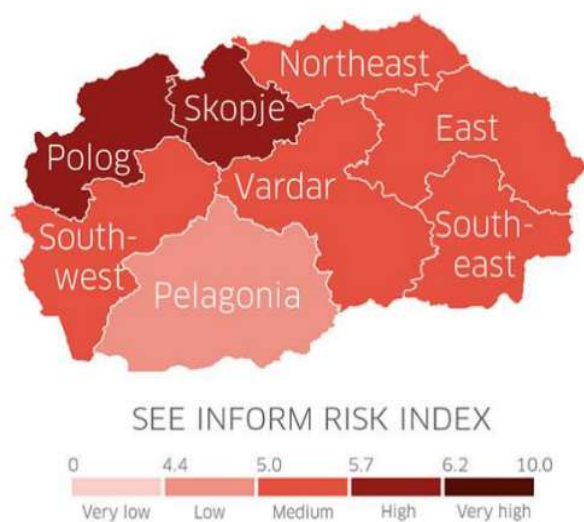 Northeast
Skopje
East
Polog
Vardar
South-
west
South-
east
Pelagonia
SEE INFORM RISK INDEX
0 4.4 5.0 5.7 6.2 10.0
Very low Low Medium High Very high